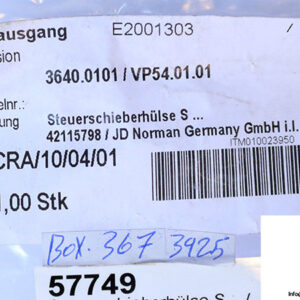 ausgang E2001303 /
sion
3640.0101 / VP54.01.01
elnr.:
ung Steuerschieberhülse S ...
42115798 / JD Norman Germany GmbH i.I.
ITM010023950
CRA/10/04/01
1,00 Stk
BOX. 367 3925
57749